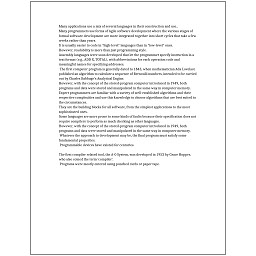 Many applications use a mix of several languages in their construction and use.
Many programmers use forms of Agile software development where the various stages of
formal software development are more integrated together into short cycles that take a few
weeks rather than years.
It is usually easier to code in "high-level" languages than in "low-level" ones.
However, readability is more than just programming style.
Assembly languages were soon developed that let the programmer specify instruction in a
text format (e.g., ADD X, TOTAL), with abbreviations for each operation code and
meaningful names for specifying addresses.
The first computer program is generally dated to 1843, when mathematician Ada Lovelace
published an algorithm to calculate a sequence of Bernoulli numbers, intended to be carried
out by Charles Babbage's Analytical Engine.
However, with the concept of the stored-program computer introduced in 1949, both
programs and data were stored and manipulated in the same way in computer memory.
Expert programmers are familiar with a variety of well-established algorithms and their
respective complexities and use this knowledge to choose algorithms that are best suited to
the circumstances.
They are the building blocks for all software, from the simplest applications to the most
sophisticated ones.
Some languages are more prone to some kinds of faults because their specification does not
require compilers to perform as much checking as other languages.
However, with the concept of the stored-program computer introduced in 1949, both
programs and data were stored and manipulated in the same way in computer memory.
Whatever the approach to development may be, the final program must satisfy some
fundamental properties.
Programmable devices have existed for centuries.
The first compiler related tool, the A-0 System, was developed in 1952 by Grace Hopper,
who also coined the term 'compiler'.
Programs were mostly entered using punched cards or paper tape.